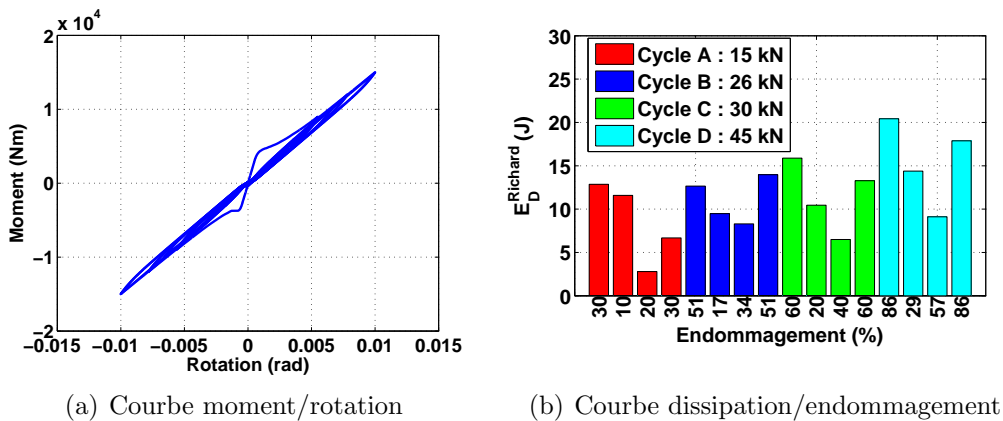 x 10⁴
2
1
0
−1
−2
Moment (Nm)
−0.015 −0.01 −0.005 0 0.005 0.01 0.015
Rotation (rad)
(a) Courbe moment/rotation
30
25
20
15
10
5
0
E_D^Richard (J)
Cycle A : 15 kN
Cycle B : 26 kN
Cycle C : 30 kN
Cycle D : 45 kN
30 10 20 30 51 17 34 51 60 20 40 60 86 29 57 86
Endommagement (%)
(b) Courbe dissipation/endommagement